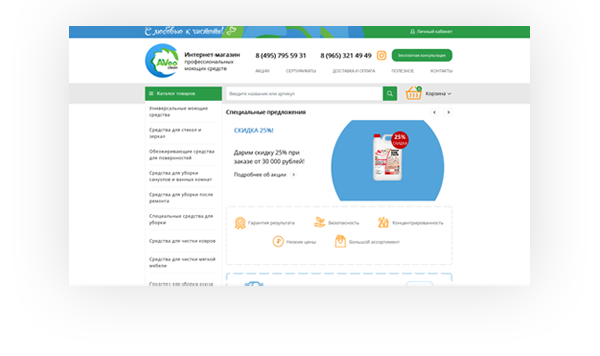 С любовью к чистоте!
Личный кабинет
AVeo
clean
Интернет-магазин
профессиональных
моющих средств
8 (495) 795 59 31
8 (965) 321 49 49
Бесплатная консультация
АКЦИИ
СЕРТИФИКАТЫ
ДОСТАВКА И ОПЛАТА
ПОЛЕЗНОЕ
КОНТАКТЫ
Каталог товаров
Введите название или артикул
Корзина
Универсальные моющие
средства
Средства для стекол и
зеркал
Обезжиривающие средства
для поверхностей
Средства для уборки
санузлов и ванных комнат
Средства для уборки после
ремонта
Специальные средства для
уборки
Средства для чистки ковров
Средства для чистки мягкой
мебели
Специальные предложения
СКИДКА 25%!
Дарим скидку 25% при
заказе от 30 000 рублей!
Подробнее об акции
25%
СКИДКА
Гарантия результата
Безопасность
Концентрированность
Низкие цены
Большой ассортимент